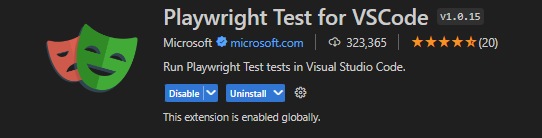 Playwright Test for VSCode v1.0.15
Microsoft microsoft.com 323,365 (20)
Run Playwright Test tests in Visual Studio Code.
Disable Uninstall
This extension is enabled globally.